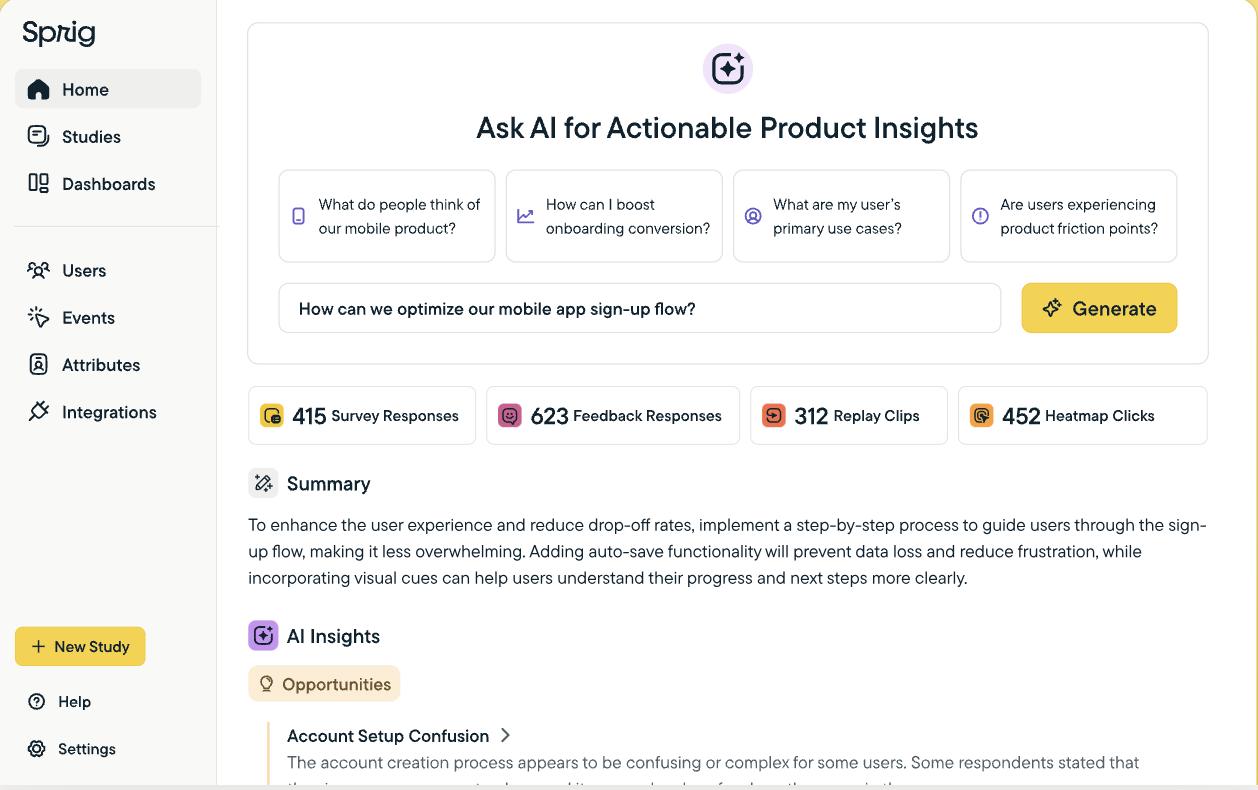 Sprig
Home
Studies
Dashboards
Users
Events
Attributes
Integrations
New Study
Help
Settings
Ask AI for Actionable Product Insights
What do people think of
our mobile product?
How can I boost
onboarding conversion?
What are my user’s
primary use cases?
Are users experiencing
product friction points?
How can we optimize our mobile app sign-up flow?
Generate
415 Survey Responses
623 Feedback Responses
312 Replay Clips
452 Heatmap Clicks
Summary
To enhance the user experience and reduce drop-off rates, implement a step-by-step process to guide users through the sign-
up flow, making it less overwhelming. Adding auto-save functionality will prevent data loss and reduce frustration, while
incorporating visual cues can help users understand their progress and next steps more clearly.
AI Insights
Opportunities
Account Setup Confusion
The account creation process appears to be confusing or complex for some users. Some respondents stated that